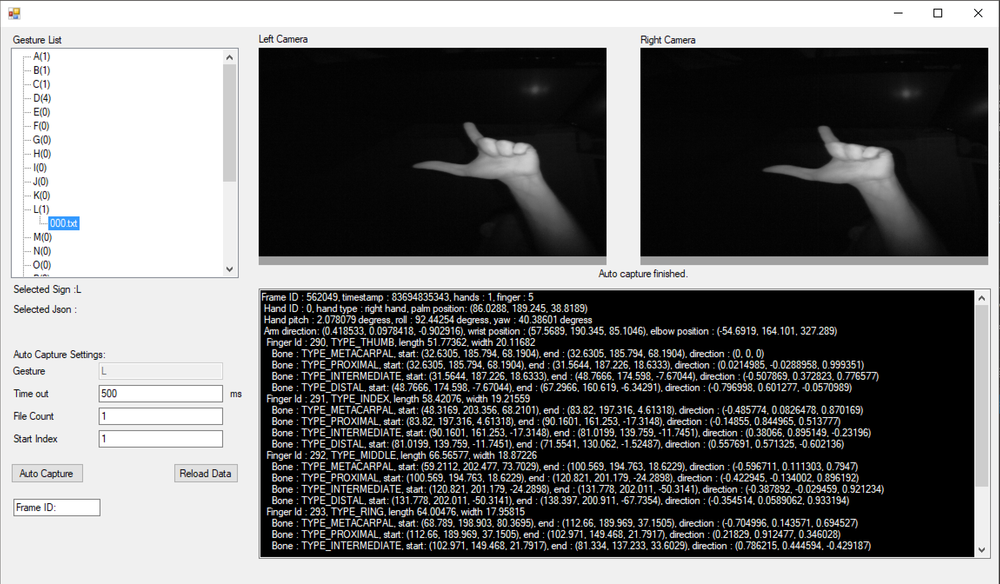 Gesture List
A(1)
B(1)
C(1)
D(4)
E(0)
F(0)
G(0)
H(0)
I(0)
J(0)
K(0)
L(1)
000.txt
M(0)
N(0)
O(0)
Selected Sign :L
Selected Json :
Auto Capture Settings:
Gesture L
Time out 500 ms
File Count 1
Start Index 1
Auto Capture Reload Data
Frame ID:
Left Camera
Right Camera
Auto capture finished.
Frame ID : 562049, timestamp : 83694835343, hands : 1, finger : 5
Hand ID : 0, hand type : right hand, palm position: (86.0288, 189.245, 38.8189)
Hand pitch : 2.078079 degrees, roll : 92.44254 degrees, yaw : 40.38601 degress
Arm direction: (0.418533, 0.0978418, -0.902916), wrist position : (57.5689, 190.345, 85.1046), elbow position : (-54.6919, 164.101, 327.289)
Finger Id : 290, TYPE_THUMB, length 51.77362, width 20.11682
Bone : TYPE_METACARPAL, start: (32.6305, 185.794, 68.1904), end : (32.6305, 185.794, 68.1904), direction : (0, 0, 0)
Bone : TYPE_PROXIMAL, start: (32.6305, 185.794, 68.1904), end : (31.5644, 187.226, 18.6333), direction : (0.0214985, -0.0288958, 0.999351)
Bone : TYPE_INTERMEDIATE, start: (31.5644, 187.226, 18.6333), end : (48.7666, 174.598, -7.67044), direction : (-0.507869, 0.372823, 0.776577)
Bone : TYPE_DISTAL, start: (48.7666, 174.598, -7.67044), end : (67.2966, 160.619, -6.34291), direction : (-0.796998, 0.601277, -0.0570989)
Finger Id : 291, TYPE_INDEX, length 58.42076, width 19.21559
Bone : TYPE_METACARPAL, start: (48.3169, 203.356, 68.2101), end : (83.82, 197.316, 4.61318), direction : (-0.485774, 0.0826478, 0.870169)
Bone : TYPE_PROXIMAL, start: (83.82, 197.316, 4.61318), end : (90.1601, 161.253, -17.3148), direction : (-0.14855, 0.844965, 0.513777)
Bone : TYPE_INTERMEDIATE, start: (90.1601, 161.253, -17.3148), end : (81.0199, 139.759, -11.7451), direction : (0.38066, 0.895149, -0.23196)
Bone : TYPE_DISTAL, start: (81.0199, 139.759, -11.7451), end : (71.5541, 130.062, -1.52487), direction : (0.557691, 0.571325, -0.602136)
Finger Id : 292, TYPE_MIDDLE, length 66.56577, width 18.87226
Bone : TYPE_METACARPAL, start: (59.2112, 202.477, 73.7029), end : (100.569, 194.763, 18.6229), direction : (-0.596711, 0.111303, 0.7947)
Bone : TYPE_PROXIMAL, start: (100.569, 194.763, 18.6229), end : (120.821, 201.179, -24.2898), direction : (-0.422945, -0.134002, 0.896192)
Bone : TYPE_INTERMEDIATE, start: (120.821, 201.179, -24.2898), end : (131.778, 202.011, -50.3141), direction : (-0.387892, -0.029459, 0.921234)
Bone : TYPE_DISTAL, start: (131.778, 202.011, -50.3141), end : (138.397, 200.911, -67.7354), direction : (-0.354514, 0.0589062, 0.933194)
Finger Id : 293, TYPE_RING, length 64.00476, width 17.95815
Bone : TYPE_METACARPAL, start: (68.789, 198.903, 80.3695), end : (112.66, 189.969, 37.1505), direction : (-0.704996, 0.143571, 0.694527)
Bone : TYPE_PROXIMAL, start: (112.66, 189.969, 37.1505), end : (102.971, 149.468, 21.7917), direction : (0.21829, 0.912477, 0.346028)
Bone : TYPE_INTERMEDIATE, start: (102.971, 149.468, 21.7917), end : (81.334, 137.233, 33.6029), direction : (0.786215, 0.444594, -0.429187)